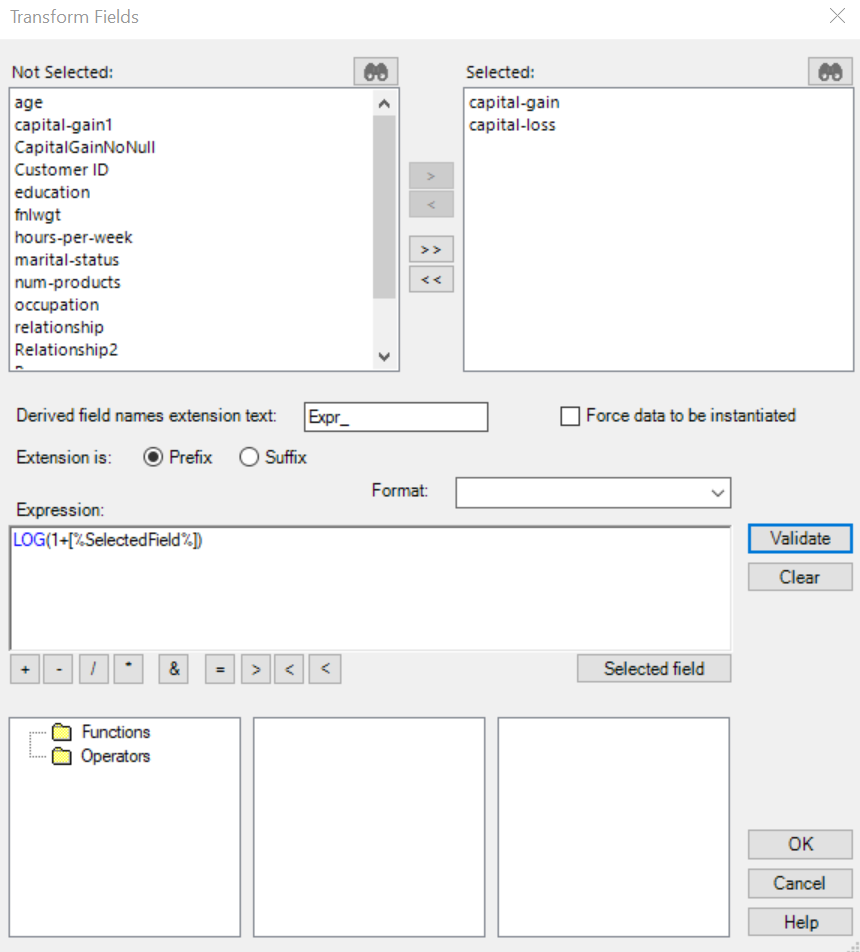 Transform Fields
Not Selected:
age
capital-gain1
CapitalGainNoNull
Customer ID
education
fnlwgt
hours-per-week
marital-status
num-products
occupation
relationship
Relationship2
> 
<
>>
<<
Selected:
capital-gain
capital-loss
Derived field names extension text: Expr_
Force data to be instantiated
Extension is: Prefix Suffix
Format:
Expression:
LOG(1+[%SelectedField%])
Validate
Clear
+ - / * & = > < <
Selected field
Functions
Operators
OK
Cancel
Help